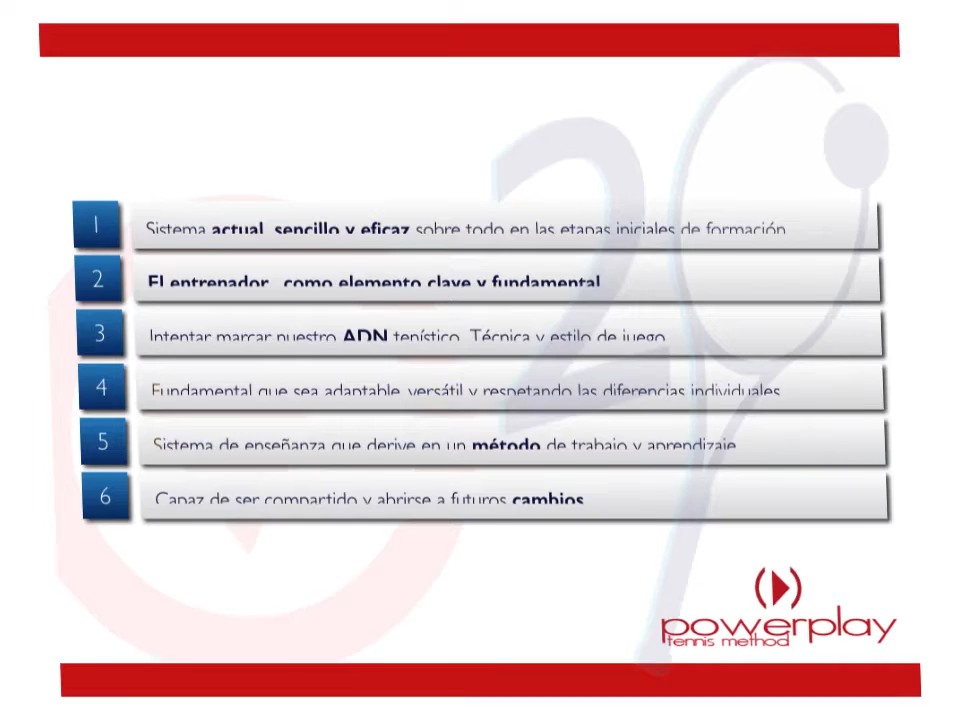 1 Sistema actual, sencillo y eficaz sobre todo en las etapas iniciales de formación
2 El entrenador como elemento clave y fundamental
3 Intentar marcar nuestro ADN tenístico. Técnica y estilo de juego
4 Fundamental que sea adaptable, versátil y respetando las diferencias individuales
5 Sistema de enseñanza que derive en un método de trabajo y aprendizaje
6 Capaz de ser compartido y abrirse a futuros cambios
powerplay
tennis method